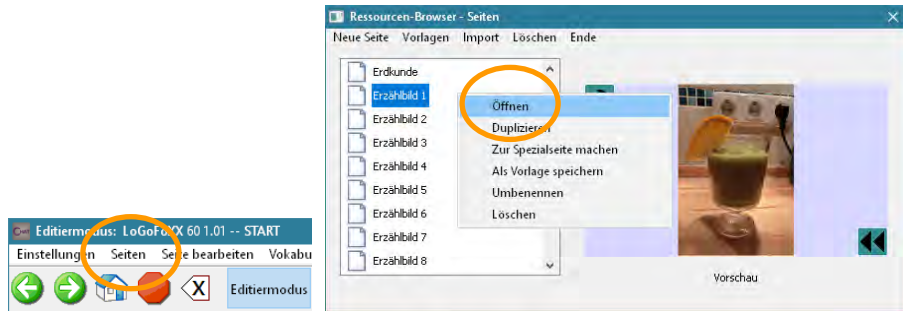 Ressourcen-Browser - Seiten
Neue Seite Vorlagen Import Löschen Ende
Erdkunde
Erzählbild 1
Erzählbild 2
Erzählbild 3
Erzählbild 4
Erzählbild 5
Erzählbild 6
Erzählbild 7
Erzählbild 8
Öffnen
Duplizieren
Zur Spezialseite machen
Als Vorlage speichern
Umbenennen
Löschen
Vorschau
Editiermodus: LoGoFoXX 60 1.01 -- START
Einstellungen Seiten Seite bearbeiten Vokabu
X
Editiermodus